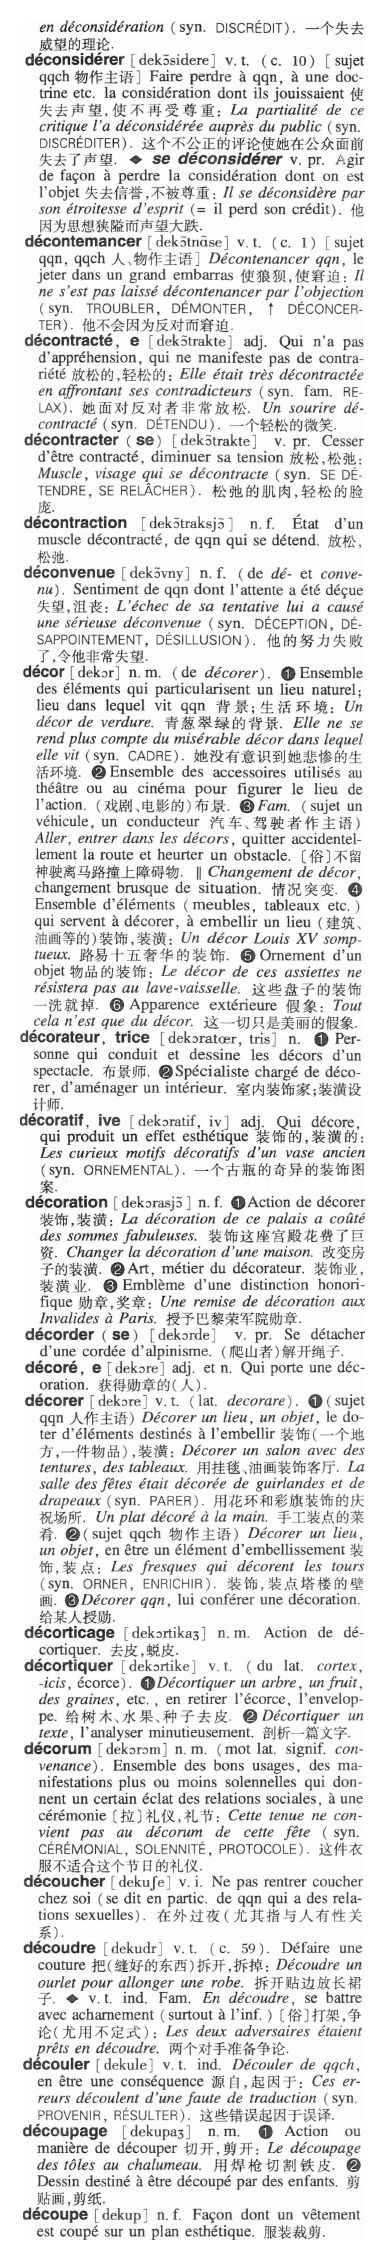 en déconsidération (syn. DISCRÉDIT). 一个失去
威望的理论.
déconsidérer [dekɔ̃sidere] v. t. (c. 10) [sujet
qqch 物作主语] Faire perdre à qqn, à une doc-
trine etc. la considération dont ils jouissaient 使
失去声望,使不再受尊重: La partialité de ce
critique l'a déconsidérée auprès du public (syn.
DISCRÉDITER). 这个不公正的评论使她在公众面前
失去了声望. ◆ se déconsidérer v. pr. Agir
de façon à perdre la considération dont on est
l'objet 失去信誉,不被尊重: Il se déconsidère par
son étroitesse d'esprit (= il perd son crédit). 他
因为思想狭隘而声望大跌.
décontemancer [dekɔ̃tnɑ̃se] v. t. (c. 1) [sujet
qqn, qqch 人、物作主语] Décontenancer qqn, le
jeter dans un grand embarras 使狼狈,使窘迫: Il
ne s'est pas laissé décontenancer par l'objection
(syn. TROUBLER, DÉMONTER, ↑ DÉCONCER-
TER). 他不会因为反对而窘迫.
décontracté, e [dekɔ̃trakte] adj. Qui n'a pas
d'appréhension, qui ne manifeste pas de contra-
riété 放松的,轻松的: Elle était très décontractée
en affrontant ses contradicteurs (syn. fam. RE-
LAX). 她面对反对者非常放松. Un sourire dé-
contracté (syn. DÉTENDU). 一个轻松的微笑.
décontracter (se) [dekɔ̃trakte] v. pr. Cesser
d'être contracté, diminuer sa tension 放松,松弛:
Muscle, visage qui se décontracte (syn. SE DÉ-
TENDRE, SE RELÂCHER). 松弛的肌肉,轻松的脸
庞.
décontraction [dekɔ̃traksjɔ̃] n. f. État d'un
muscle décontracté, de qqn qui se détend. 放松,
松弛.
déconvenue [dekɔ̃vny] n. f. (de dé- et conve-
nu). Sentiment de qqn dont l'attente a été déçue
失望,沮丧: L'échec de sa tentative lui a causé
une sérieuse déconvenue (syn. DÉCEPTION, DÉ-
SAPPOINTEMENT, DÉSILLUSION). 他的努力失败
了,令他非常失望.
décor [dekɔr] n. m. (de décorer). ❶ Ensemble
des éléments qui particularisent un lieu naturel;
lieu dans lequel vit qqn 背景;生活环境: Un
décor de verdure. 青葱翠绿的背景. Elle ne se
rend plus compte du misérable décor dans lequel
elle vit (syn. CADRE). 她没有意识到她悲惨的生
活环境. ❷ Ensemble des accessoires utilisés au
théâtre ou au cinéma pour figurer le lieu de
l'action. (戏剧、电影的)布景. ❸ Fam. (sujet un
véhicule, un conducteur 汽车、驾驶者作主语)
Aller, entrer dans les décors, quitter accidentel-
lement la route et heurter un obstacle. [俗]不留
神驶离马路撞上障碍物. ‖ Changement de décor,
changement brusque de situation. 情况突变. ❹
Ensemble d'éléments (meubles, tableaux etc.)
qui servent à décorer, à embellir un lieu (建筑、
油画等的)装饰,装潢: Un décor Louis XV somp-
tueux. 路易十五奢华的装饰. ❺ Ornement d'un
objet 物品的装饰: Le décor de ces assiettes ne
résistera pas au lave-vaisselle. 这些盘子的装饰
一洗就掉. ❻ Apparence extérieure 假象: Tout
cela n'est que du décor. 这一切只是美丽的假象.
décorateur, trice [dekɔratœr, tris] n. ❶ Per-
sonne qui conduit et dessine les décors d'un
spectacle. 布景师. ❷ Spécialiste chargé de déco-
rer, d'aménager un intérieur. 室内装饰家;装潢设
计师.
décoratif, ive [dekɔratif, iv] adj. Qui décore,
qui produit un effet esthétique 装饰的,装潢的:
Les curieux motifs décoratifs d'un vase ancien
(syn. ORNEMENTAL). 一个古瓶的奇异的装饰图
案.
décoration [dekɔrasjɔ̃] n. f. ❶ Action de décorer
装饰,装潢: La décoration de ce palais a coûté
des sommes fabuleuses. 装饰这座宫殿花费了巨
资. Changer la décoration d'une maison. 改变房
子的装潢. ❷ Art, métier du décorateur. 装饰业,
装潢业. ❸ Emblème d'une distinction honori-
fique 勋章,奖章: Une remise de décoration aux
Invalides à Paris. 授予巴黎荣军院勋章.
décorder (se) [dekɔrde] v. pr. Se détacher
d'une cordée d'alpinisme. (爬山者)解开绳子.
décoré, e [dekɔre] adj. et n. Qui porte une déc-
oration. 获得勋章的(人).
décorer [dekɔre] v. t. (lat. decorare). ❶ (sujet
qqn 人作主语) Décorer un lieu, un objet, le do-
ter d'éléments destinés à l'embellir 装饰(一个地
方,一件物品),装潢: Décorer un salon avec des
tentures, des tableaux. 用挂毯、油画装饰客厅. La
salle des fêtes était décorée de guirlandes et de
drapeaux (syn. PARER). 用花环和彩旗装饰的庆
祝场所. Un plat décoré à la main. 手工装点的菜
肴. ❷ (sujet qqch 物作主语) Décorer un lieu,
un objet, en être un élément d'embellissement 装
饰,装点: Les fresques qui décorent les tours
(syn. ORNER, ENRICHIR). 装饰,装点塔楼的壁
画. ❸ Décorer qqn, lui conférer une décoration.
给某人授勋.
décorticage [dekɔrtikaʒ] n. m. Action de dé-
cortiquer. 去皮,蜕皮.
décortiquer [dekɔrtike] v. t. (du lat. cortex,
-icis, écorce). ❶ Décortiquer un arbre, un fruit,
des graines, etc., en retirer l'écorce, l'envelop-
pe. 给树木、水果、种子去皮. ❷ Décortiquer un
texte, l'analyser minutieusement. 剖析一篇文字.
décorum [dekɔrɔm] n. m. (mot lat. signif. con-
venance). Ensemble des bons usages, des ma-
nifestations plus ou moins solennelles qui don-
nent un certain éclat des relations sociales, à une
cérémonie [拉]礼仪,礼节: Cette tenue ne con-
vient pas au décorum de cette fête (syn.
CÉRÉMONIAL, SOLENNITÉ, PROTOCOLE). 这件衣
服不适合这个节日的礼仪.
découcher [dekuʃe] v. i. Ne pas rentrer coucher
chez soi (se dit en partic. de qqn qui a des rela-
tions sexuelles). 在外过夜(尤其指与人有性关
系).
découdre [dekudr] v. t. (c. 59). Défaire une
couture 把(缝好的东西)拆开,拆掉: Découdre un
ourlet pour allonger une robe. 拆开贴边放长裙
子. ◆ v. t. ind. Fam. En découdre, se battre
avec acharnement (surtout à l'inf.) [俗]打架,争
论(尤用不定式): Les deux adversaires étaient
prêts en découdre. 两个对手准备争论.
découler [dekule] v. t. ind. Découler de qqch,
en être une conséquence 源自,起因于: Ces er-
reurs découlent d'une faute de traduction (syn.
PROVENIR, RÉSULTER). 这些错误起因于误译.
découpage [dekupaʒ] n. m. ❶ Action ou
manière de découper 切开,剪开: Le découpage
des tôles au chalumeau. 用焊枪切割铁皮. ❷
Dessin destiné à être découpé par des enfants. 剪
贴画,剪纸.
découpe [dekup] n. f. Façon dont un vêtement
est coupé sur un plan esthétique. 服装裁剪.